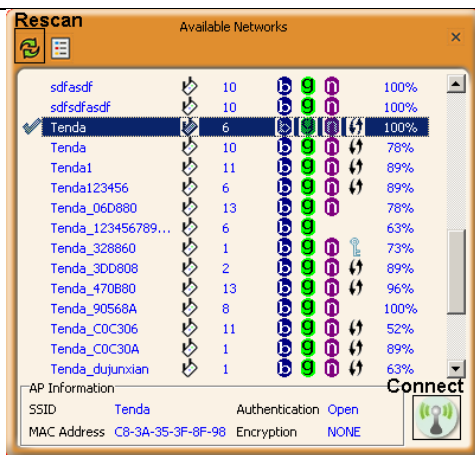 Rescan
Available Networks
sdfasdf 10 b g n 100%
sdfsdfasdf 10 b g n 100%
Tenda 6 b g n 100%
Tenda 10 b g n 78%
Tenda1 11 b g n 89%
Tenda123456 6 b g n 89%
Tenda_06D880 13 b g n 78%
Tenda_123456789... 6 b g 63%
Tenda_328860 1 b g n 73%
Tenda_3DD808 2 b g n 89%
Tenda_470B80 13 b g n 96%
Tenda_90568A 8 b g n 100%
Tenda_C0C306 11 b g n 52%
Tenda_C0C30A 1 b g n 89%
Tenda_dujunxian 1 b g n 63%
AP Information
Connect
SSID Tenda Authentication Open
MAC Address C8-3A-35-3F-8F-98 Encryption NONE